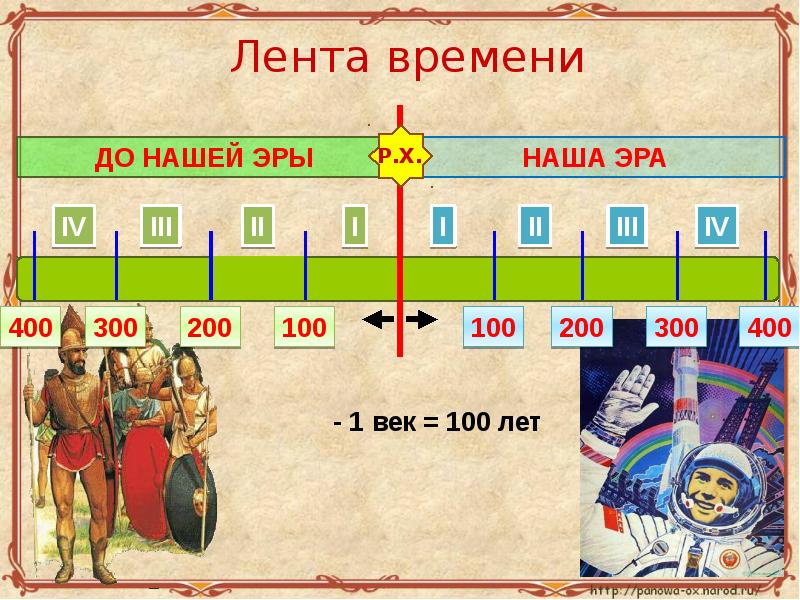 Лента времени
ДО НАШЕЙ ЭРЫ Р.Х. НАША ЭРА
IV III II I I II III IV
400 300 200 100 100 200 300 400
- 1 век = 100 лет
http://panowa-ox.narod.ru/